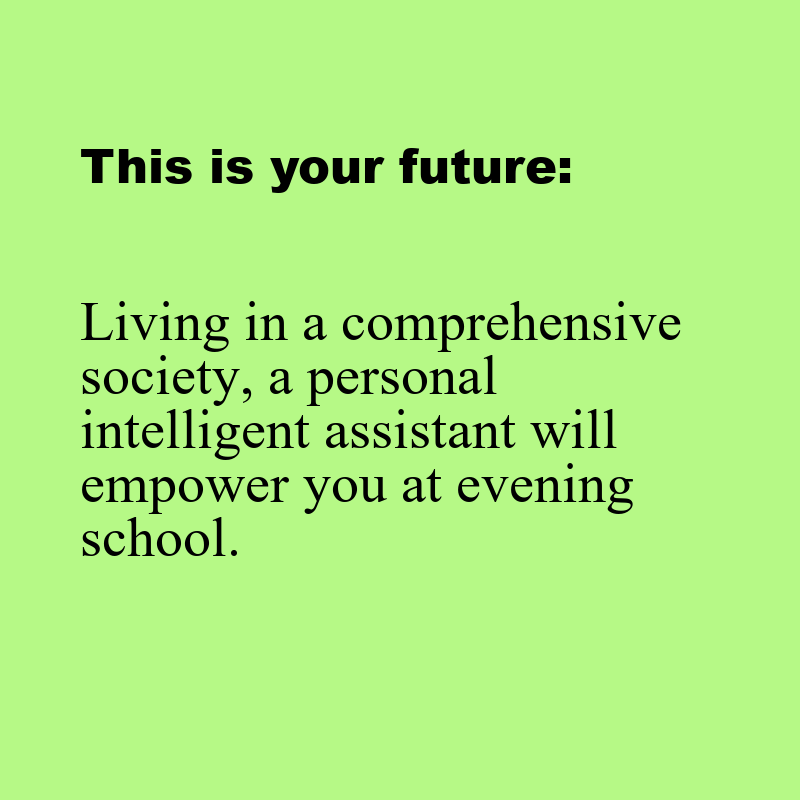 This is your future:
Living in a comprehensive
society, a personal
intelligent assistant will
empower you at evening
school.